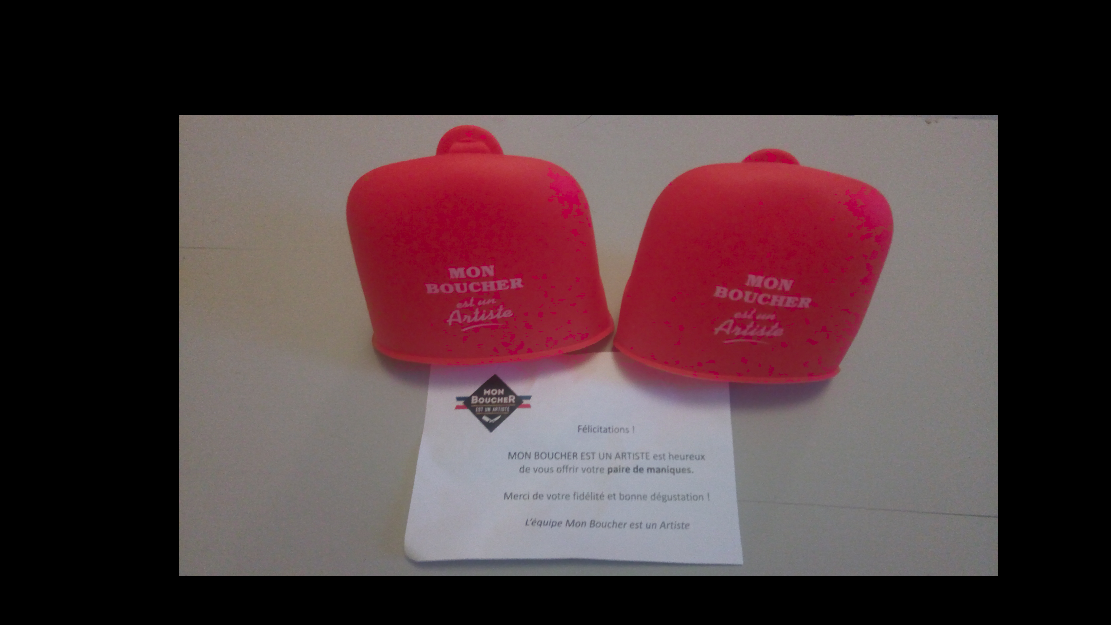 MON
BOUCHER
est un
Artiste
MON
BOUCHER
est un
Artiste
MON
BOUCHER
EST UN ARTISTE
Félicitations !
MON BOUCHER EST UN ARTISTE est heureux
de vous offrir votre paire de maniques.
Merci de votre fidélité et bonne dégustation !
L'équipe Mon Boucher est un Artiste